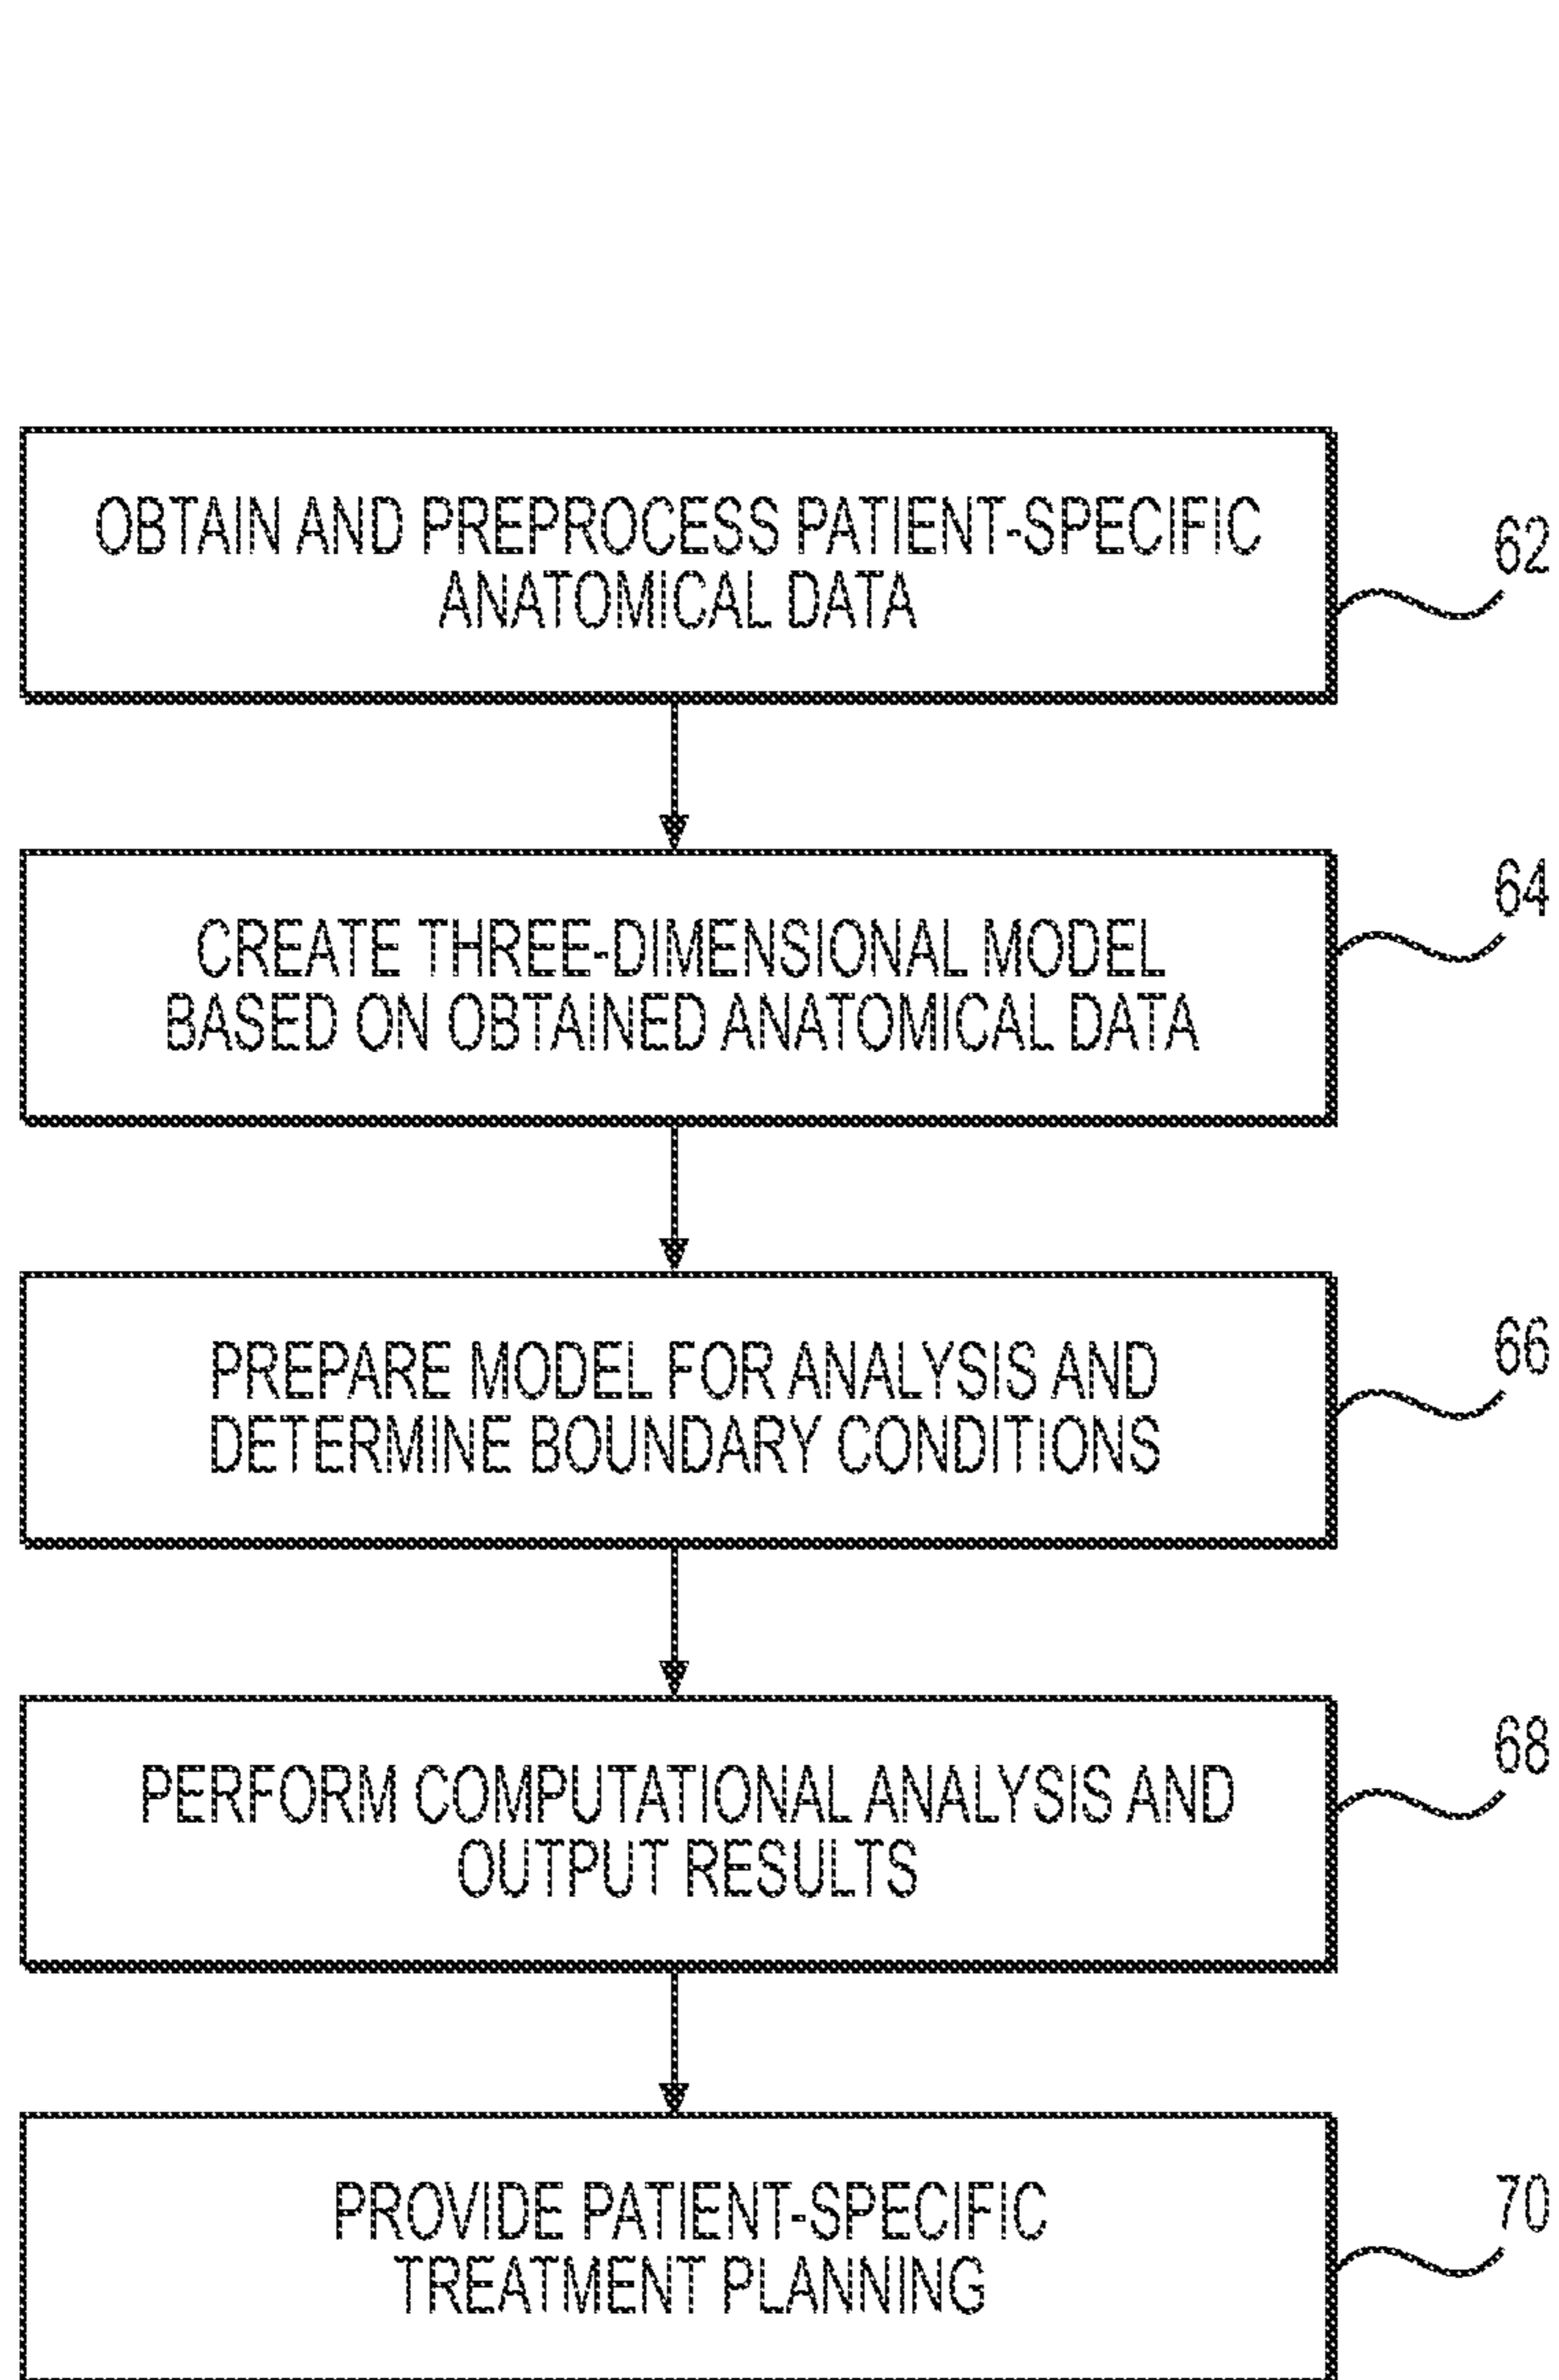 OBTAIN AND PREPROCESS PATIENT-SPECIFIC
ANATOMICAL DATA
62
CREATE THREE-DIMENSIONAL MODEL
BASED ON OBTAINED ANATOMICAL DATA
64
PREPARE MODEL FOR ANALYSIS AND
DETERMINE BOUNDARY CONDITIONS
66
PERFORM COMPUTATIONAL ANALYSIS AND
OUTPUT RESULTS
68
PROVIDE PATIENT-SPECIFIC
TREATMENT PLANNING
70